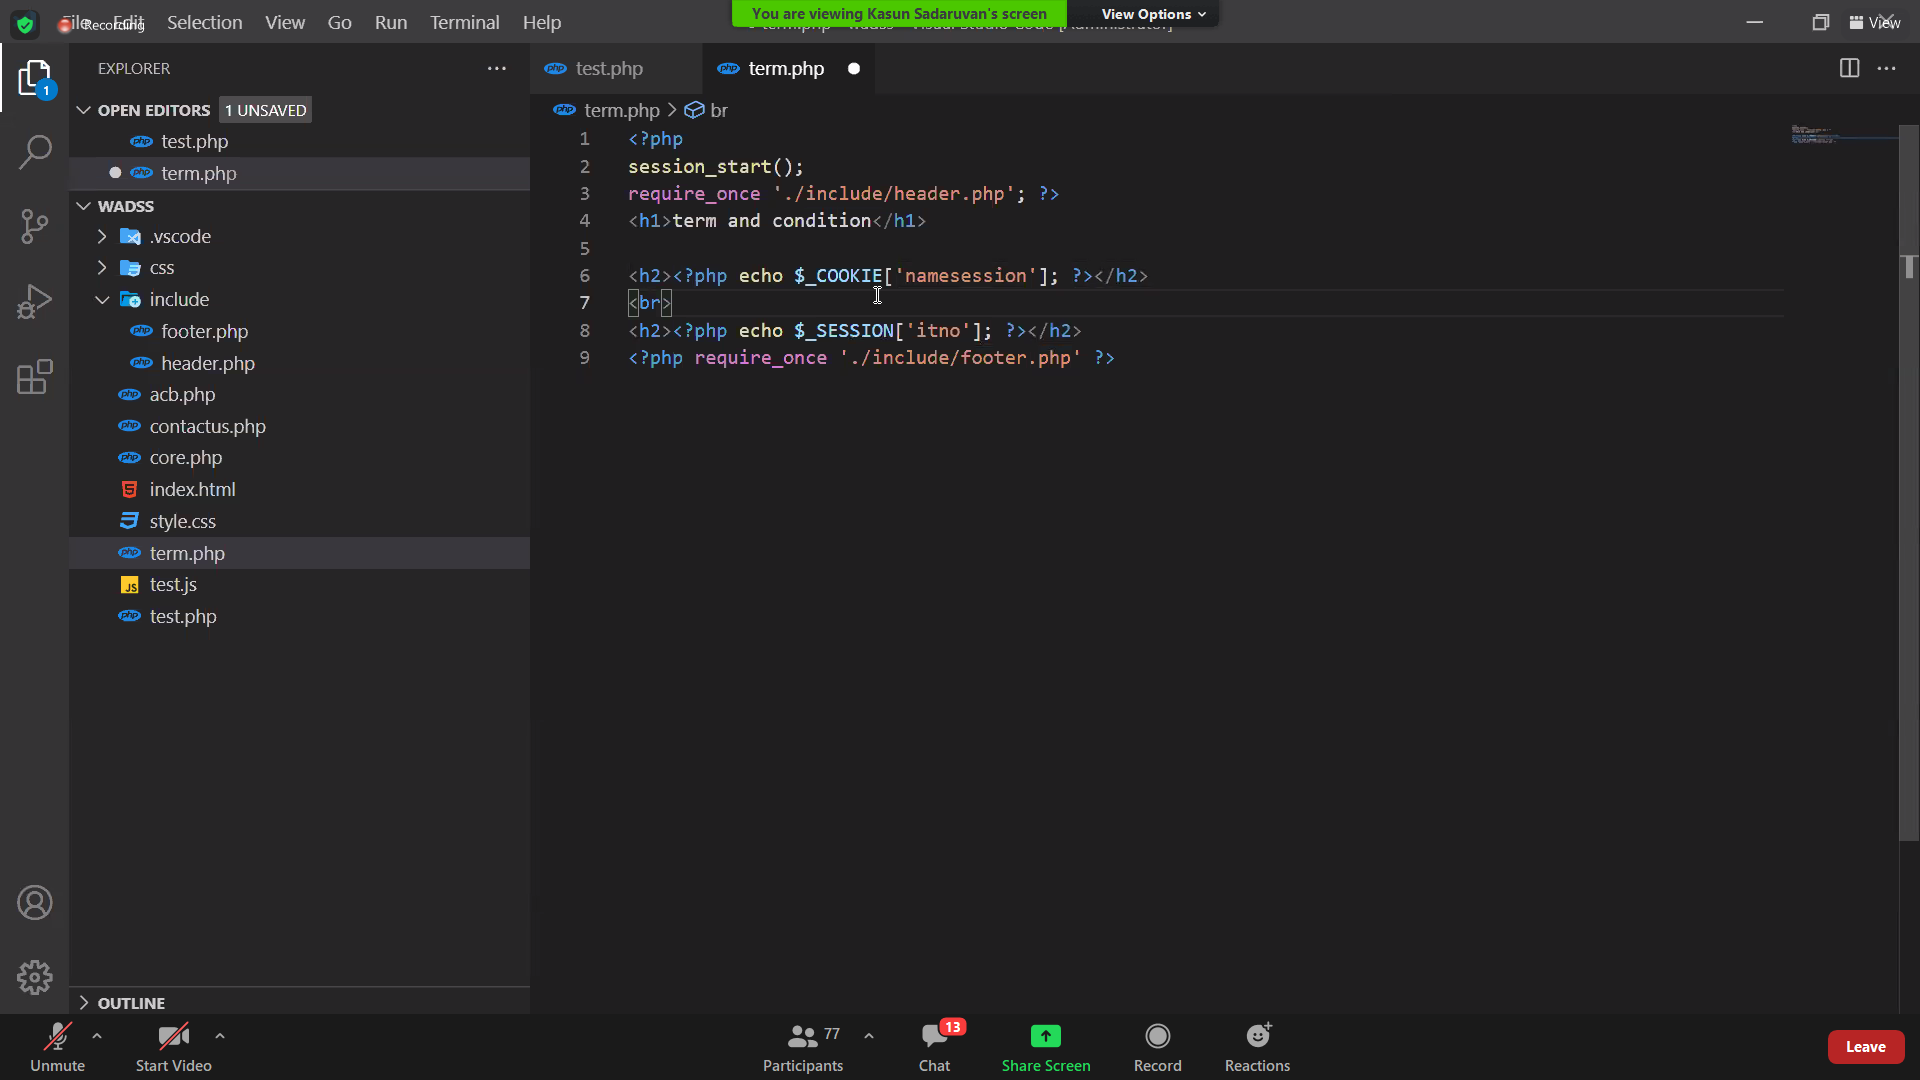 File Edit Selection View Go Run Terminal Help
Recording
You are viewing Kasun Sadaruvan's screen
View Options
View
EXPLORER
OPEN EDITORS 1 UNSAVED
test.php
term.php
WADSS
.vscode
css
include
footer.php
header.php
acb.php
contactus.php
core.php
index.html
style.css
term.php
test.js
test.php
OUTLINE
1
test.php
term.php
term.php > br
1 <?php
2 session_start();
3 require_once './include/header.php'; ?>
4 <h1>term and condition</h1>
5
6 <h2><?php echo $_COOKIE['namesession']; ?></h2>
7 <br>
8 <h2><?php echo $_SESSION['itno']; ?></h2>
9 <?php require_once './include/footer.php' ?>
Unmute
Start Video
77
Participants
13
Chat
Share Screen
Record
Reactions
Leave